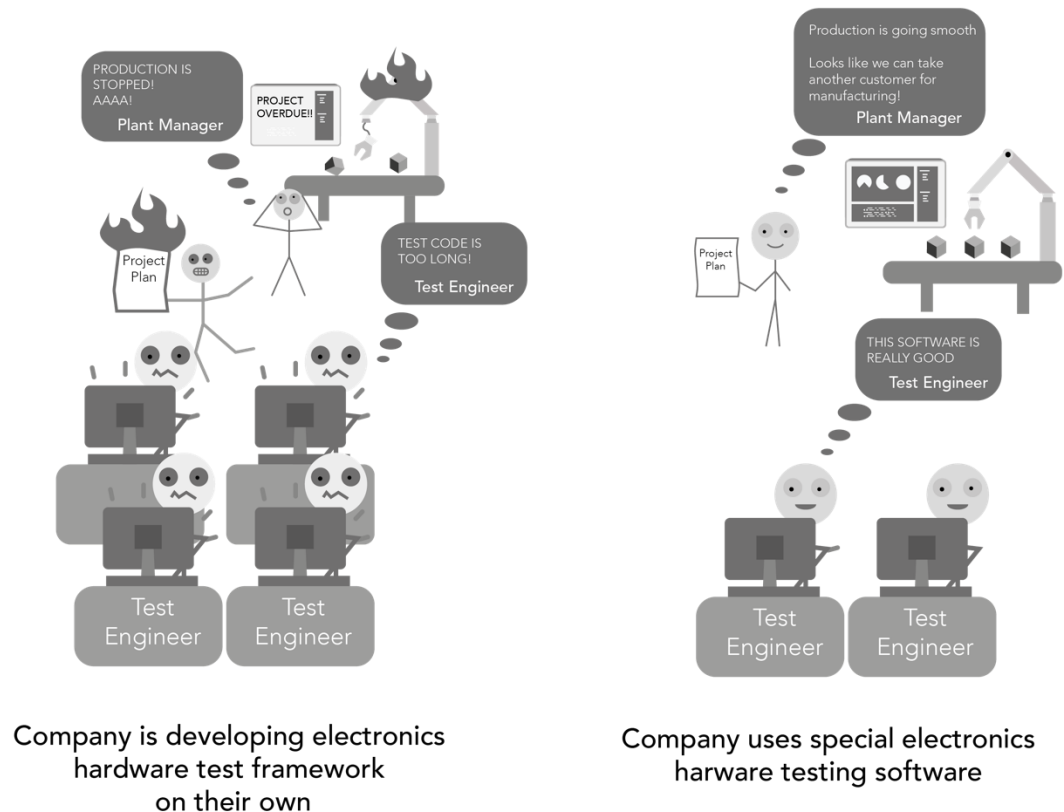 PRODUCTION IS
STOPPED!
AAAA!
Plant Manager
PROJECT
OVERDUE!!
Project
Plan
TEST CODE IS
TOO LONG!
Test Engineer
Test
Engineer
Test
Engineer
Company is developing electronics
hardware test framework
on their own
Production is going smooth
Looks like we can take
another customer for
manufacturing!
Plant Manager
Project
Plan
THIS SOFTWARE IS
REALLY GOOD
Test Engineer
Test
Engineer
Test
Engineer
Company uses special electronics
harware testing software